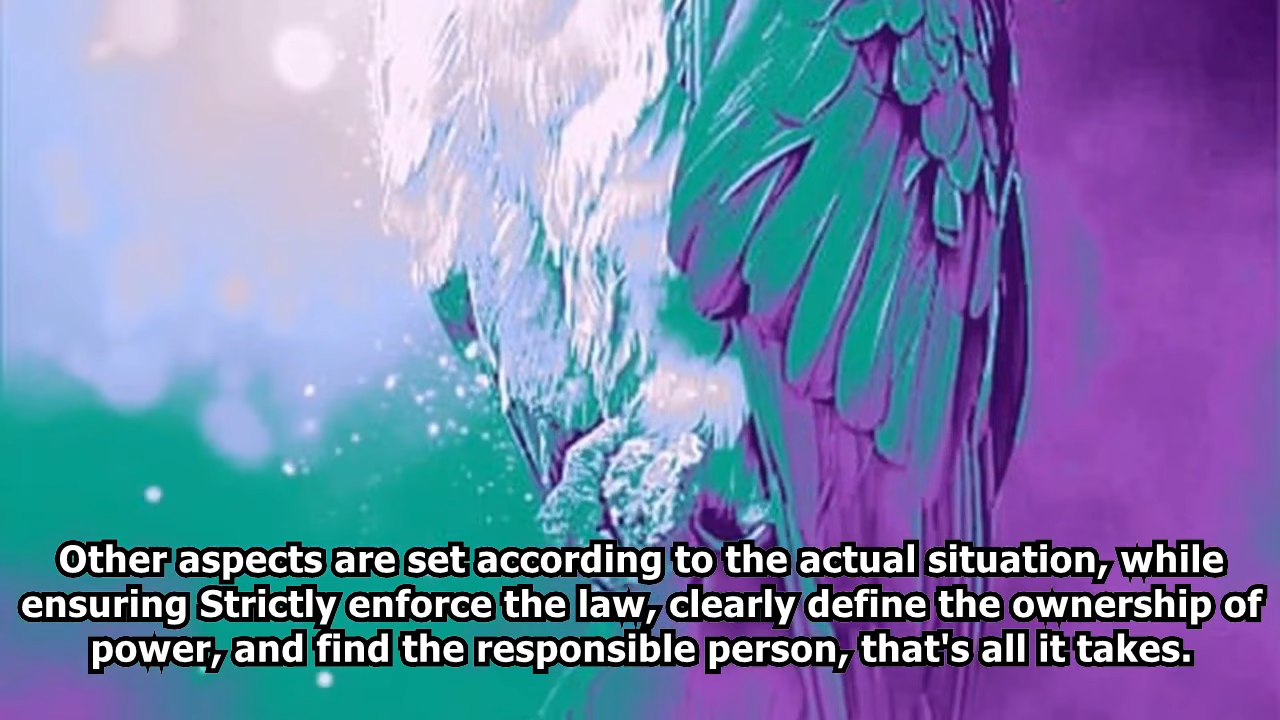 Other aspects are set according to the actual situation, while
ensuring Strictly enforce the law, clearly define the ownership of
power, and find the responsible person, that's all it takes.